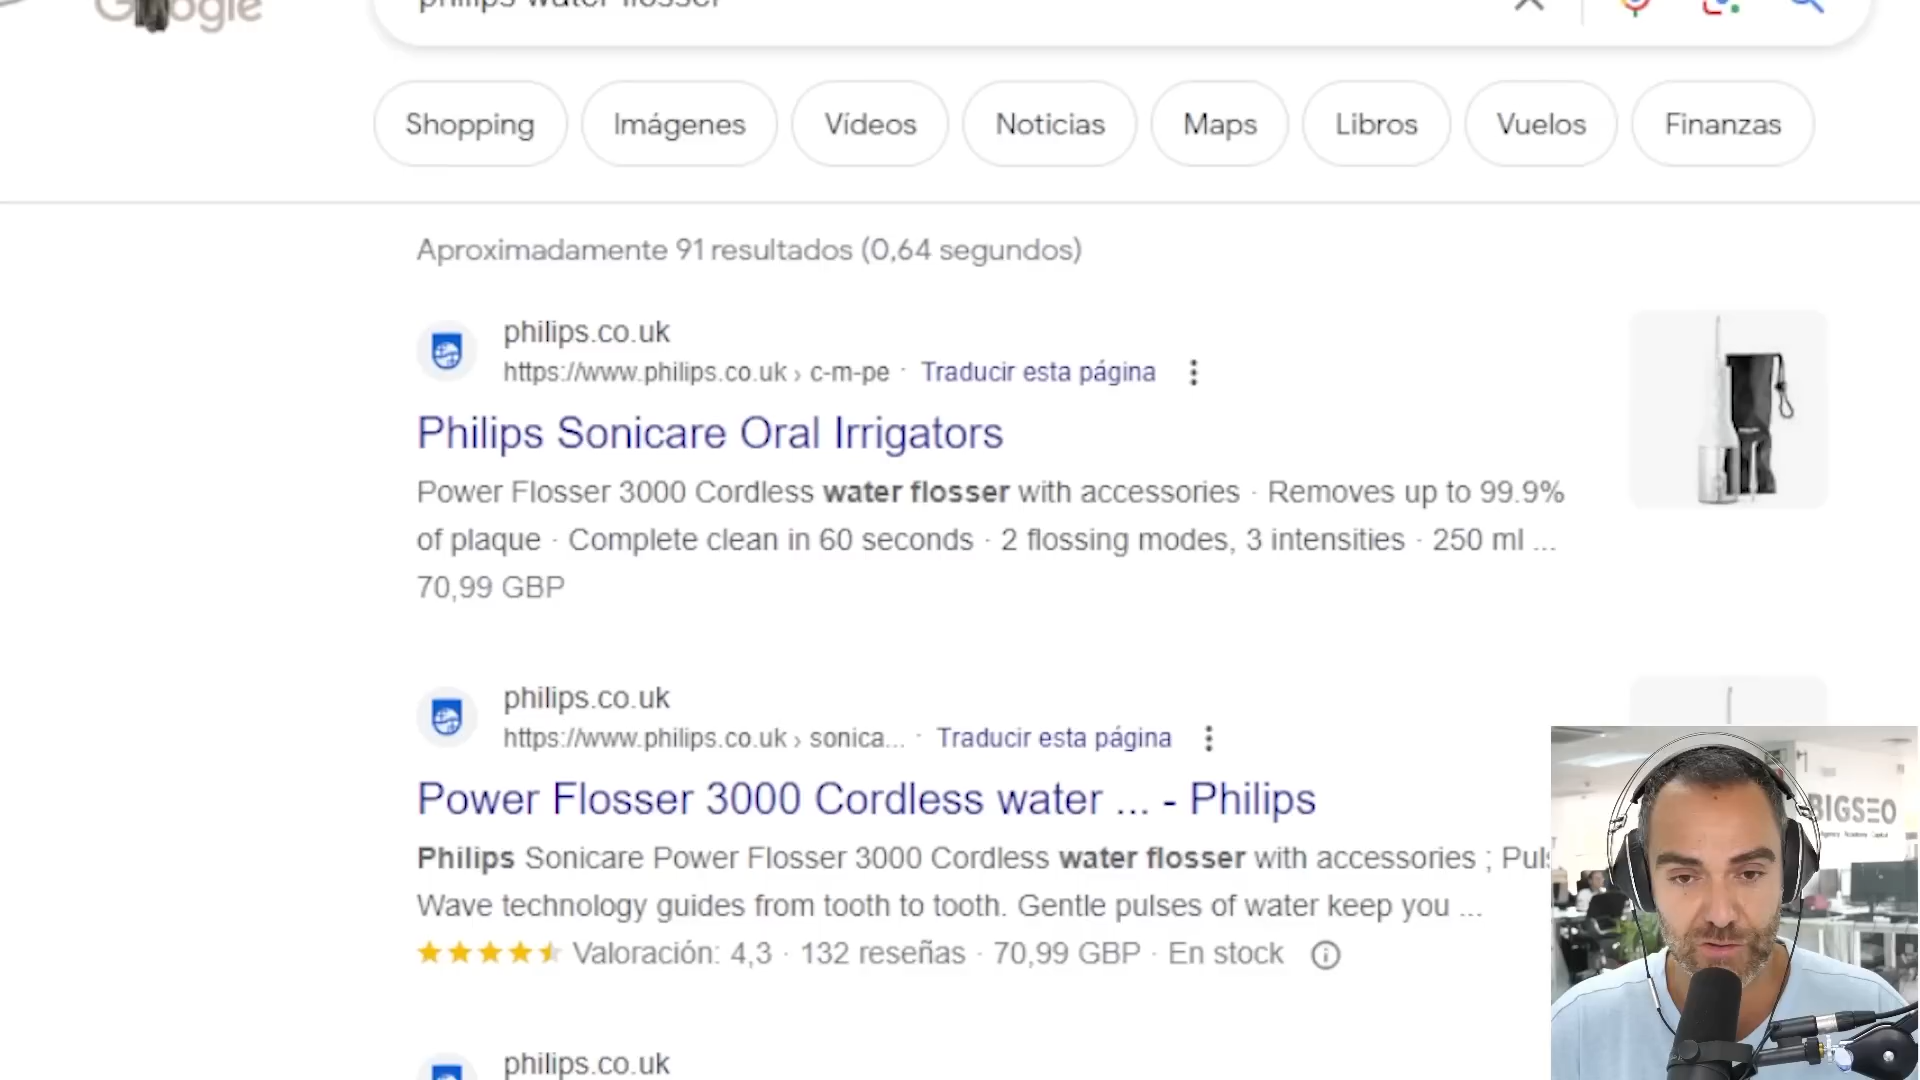 Google
philips water flosser
Shopping
Imágenes
Vídeos
Noticias
Maps
Libros
Vuelos
Finanzas
Aproximadamente 91 resultados (0,64 segundos)
philips.co.uk
https://www.philips.co.uk › c-m-pe · Traducir esta página
Philips Sonicare Oral Irrigators
Power Flosser 3000 Cordless water flosser with accessories · Removes up to 99.9%
of plaque · Complete clean in 60 seconds · 2 flossing modes, 3 intensities · 250 ml ...
70,99 GBP
philips.co.uk
https://www.philips.co.uk › sonica... · Traducir esta página
Power Flosser 3000 Cordless water ... - Philips
Philips Sonicare Power Flosser 3000 Cordless water flosser with accessories ;
Wave technology guides from tooth to tooth. Gentle pulses of water keep you ...
Valoración: 4,3 · 132 reseñas · 70,99 GBP · En stock
philips.co.uk
BIGSEO